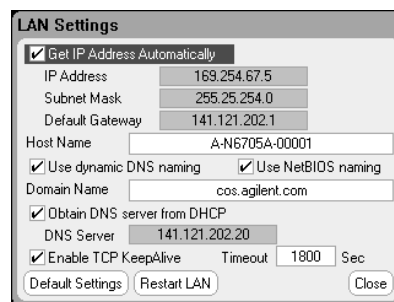 LAN Settings
Get IP Address Automatically
IP Address 169.254.67.5
Subnet Mask 255.25.254.0
Default Gateway 141.121.202.1
Host Name A-N6705A-00001
Use dynamic DNS naming Use NetBIOS naming
Domain Name cos.agilent.com
Obtain DNS server from DHCP
DNS Server 141.121.202.20
Enable TCP KeepAlive Timeout 1800 Sec
Default Settings Restart LAN Close